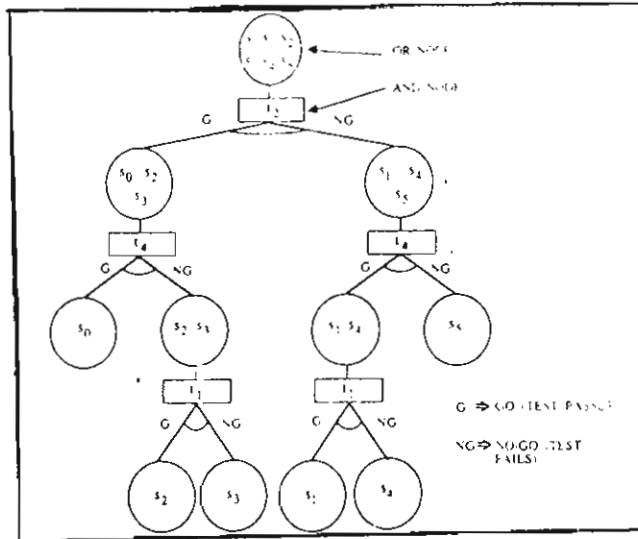 OR NODE
AND NODE
t2
G NG
s0 s2
s3
s1 s4
s5
t4
G NG
G NG
s0
s2 s3
s1 s4
s5
t1
G NG
G NG
G ⇒ GO (TEST PASSES)
NG⇒ NO/GO (TEST
FAILS)
s2
s3
s1
s4